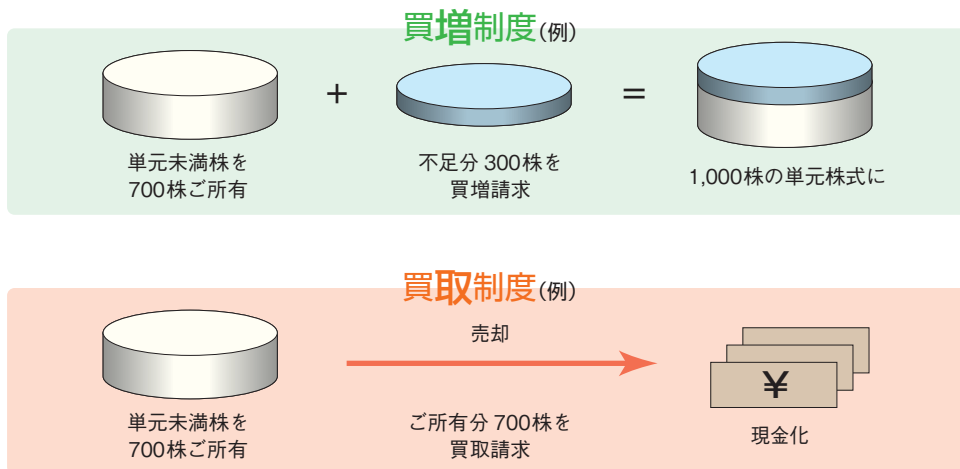 買増制度(例)
+
=
単元未満株を
700株ご所有
不足分300株を
買増請求
1,000株の単元株式に
買取制度(例)
売却
¥
単元未満株を
700株ご所有
ご所有分700株を
買取請求
現金化